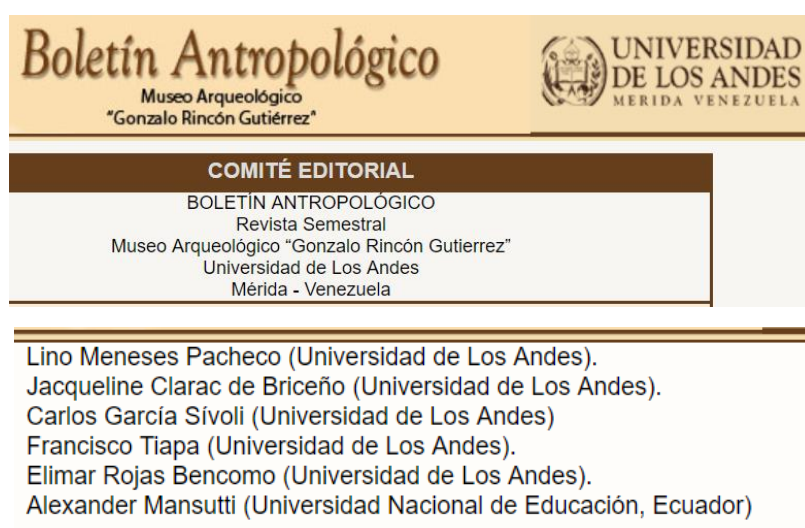 Boletín Antropológico
Museo Arqueológico
"Gonzalo Rincón Gutiérrez"
UNIVERSIDAD
DE LOS ANDES
MERIDA VENEZUELA
COMITÉ EDITORIAL
BOLETÍN ANTROPOLÓGICO
Revista Semestral
Museo Arqueológico “Gonzalo Rincón Gutierrez”
Universidad de Los Andes
Mérida - Venezuela
Lino Meneses Pacheco (Universidad de Los Andes).
Jacqueline Clarac de Briceño (Universidad de Los Andes).
Carlos García Sívoli (Universidad de Los Andes)
Francisco Tiapa (Universidad de Los Andes).
Elimar Rojas Bencomo (Universidad de Los Andes).
Alexander Mansutti (Universidad Nacional de Educación, Ecuador)